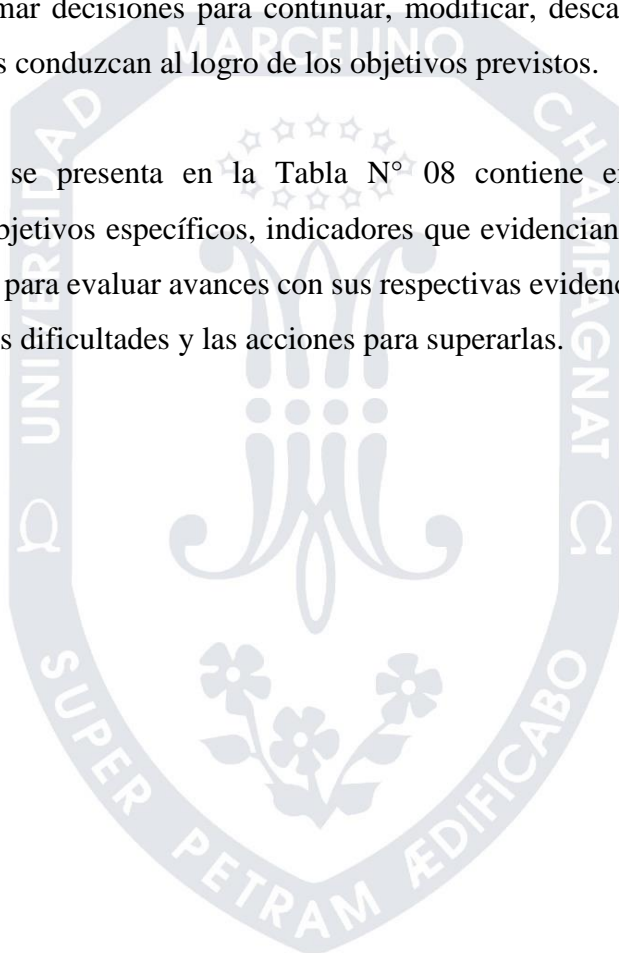 mar decisiones para continuar, modificar, desca
s conduzcan al logro de los objetivos previstos.
se presenta en la Tabla N° 08 contiene e
bjetivos específicos, indicadores que evidencian
para evaluar avances con sus respectivas evidenc
s dificultades y las acciones para superarlas.
UNIVERSIDAD
MARCELINO
CHAMPAGNAT
Ω
Ω
SUPER PETRAM ÆDIFICABO